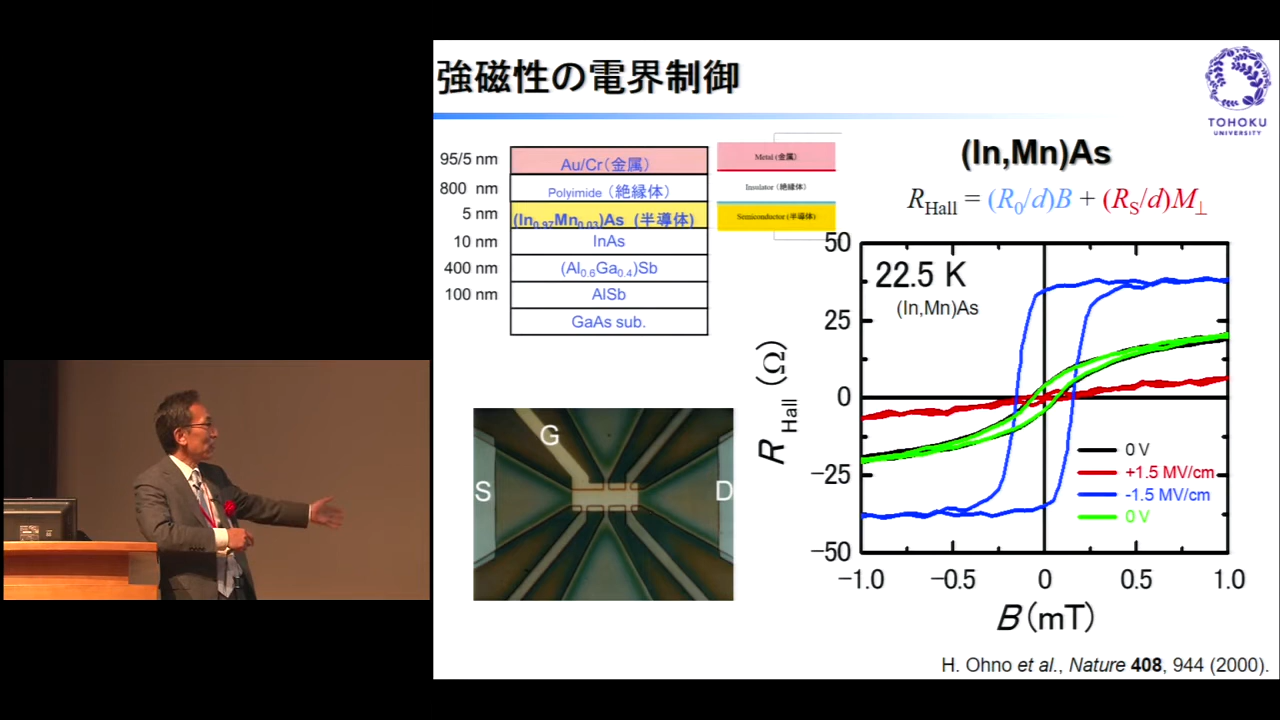 強磁性の電界制御
TOHOKU
UNIVERSITY
95/5 nm Au/Cr(金属)
800 nm Polyimide (絶縁体)
5 nm (In0.97Mn0.03)As (半導体)
10 nm InAs
400 nm (Al0.6Ga0.4)Sb
100 nm AlSb
GaAs sub.
Metal (金属)
Insulator (絶縁体)
Semiconductor (半導体)
G
S
D
(In,Mn)As
RHall = (R0/d)B + (RS/d)M⊥
22.5 K
(In,Mn)As
50
25
0
−25
−50
RHall (Ω)
0 V
+1.5 MV/cm
-1.5 MV/cm
0 V
−1.0 −0.5 0 0.5 1.0
B (mT)
H. Ohno et al., Nature 408, 944 (2000).